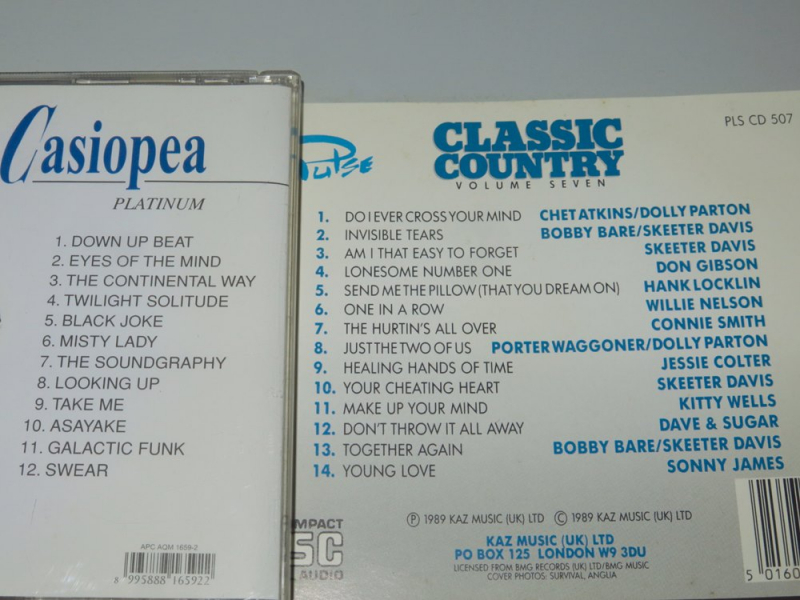 Casiopea
PLATINUM
1. DOWN UP BEAT
2. EYES OF THE MIND
3. THE CONTINENTAL WAY
4. TWILIGHT SOLITUDE
5. BLACK JOKE
6. MISTY LADY
7. THE SOUNDGRAPHY
8. LOOKING UP
9. TAKE ME
10. ASAYAKE
11. GALACTIC FUNK
12. SWEAR
APC AQM 1659-2
8 995888 165922
Pulse
CLASSIC
COUNTRY
VOLUME SEVEN
PLS CD 507
1. DO I EVER CROSS YOUR MIND CHET ATKINS/DOLLY PARTON
2. INVISIBLE TEARS BOBBY BARE/SKEETER DAVIS
3. AM I THAT EASY TO FORGET SKEETER DAVIS
4. LONESOME NUMBER ONE DON GIBSON
5. SEND ME THE PILLOW (THAT YOU DREAM ON) HANK LOCKLIN
6. ONE IN A ROW WILLIE NELSON
7. THE HURTIN'S ALL OVER CONNIE SMITH
8. JUST THE TWO OF US PORTER WAGGONER/DOLLY PARTON
9. HEALING HANDS OF TIME JESSIE COLTER
10. YOUR CHEATING HEART SKEETER DAVIS
11. MAKE UP YOUR MIND KITTY WELLS
12. DON'T THROW IT ALL AWAY DAVE & SUGAR
13. TOGETHER AGAIN BOBBY BARE/SKEETER DAVIS
14. YOUNG LOVE SONNY JAMES
℗ 1989 KAZ MUSIC (UK) LTD © 1989 KAZ MUSIC (UK) LTD
KAZ MUSIC (UK) LTD
PO BOX 125 LONDON W9 3DU
LICENSED FROM BMG RECORDS (UK) LTD/BMG MUSIC
COVER PHOTOS: SURVIVAL, ANGLIA
MPACT
SC
AUDIO
5 0160